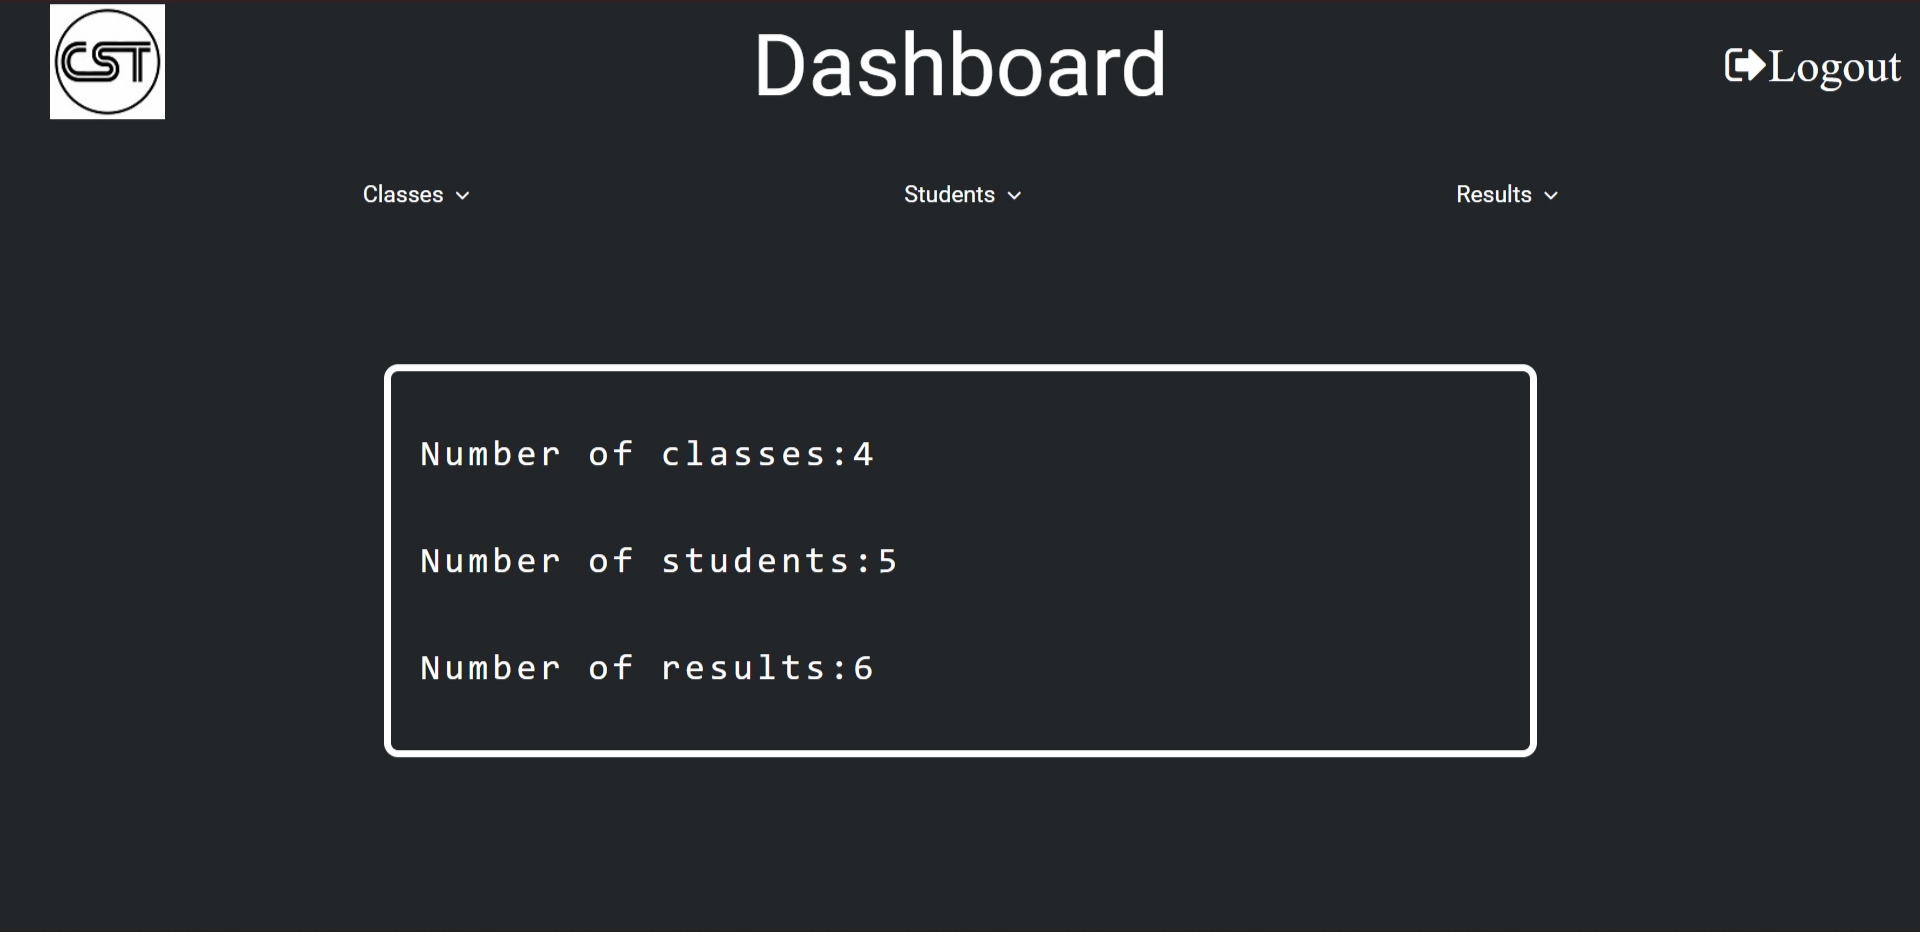 CST
Dashboard
Logout
Classes
Students
Results
Number of classes:4
Number of students:5
Number of results:6